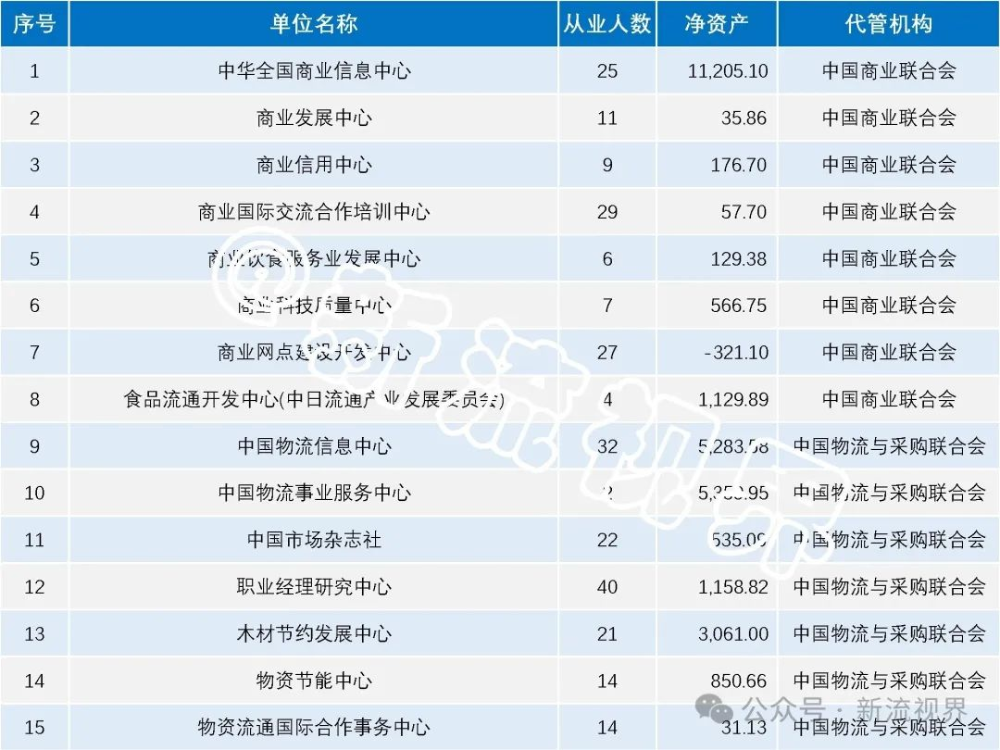 序号 单位名称 从业人数 净资产 代管机构
1 中华全国商业信息中心 25 11,205.10 中国商业联合会
2 商业发展中心 11 35.86 中国商业联合会
3 商业信用中心 9 176.70 中国商业联合会
4 商业国际交流合作培训中心 29 57.70 中国商业联合会
5 商业饮食服务业发展中心 6 129.38 中国商业联合会
6 商业科技质量中心 7 566.75 中国商业联合会
7 商业网点建设开发中心 27 -321.10 中国商业联合会
8 食品流通开发中心(中日流通产业发展委员会) 4 1,129.89 中国商业联合会
9 中国物流信息中心 32 5,283.58 中国物流与采购联合会
10 中国物流事业服务中心 2 中国物流与采购联合会
11 中国市场杂志社 22 535.09 中国物流与采购联合会
12 职业经理研究中心 40 1,158.82 中国物流与采购联合会
13 木材节约发展中心 21 3,061.00 中国物流与采购联合会
14 物资节能中心 14 850.66 中国物流与采购联合会
15 物资流通国际合作事务中心 14 31.13 中国物流与采购联合会
@新流视界
公众号·新流视界